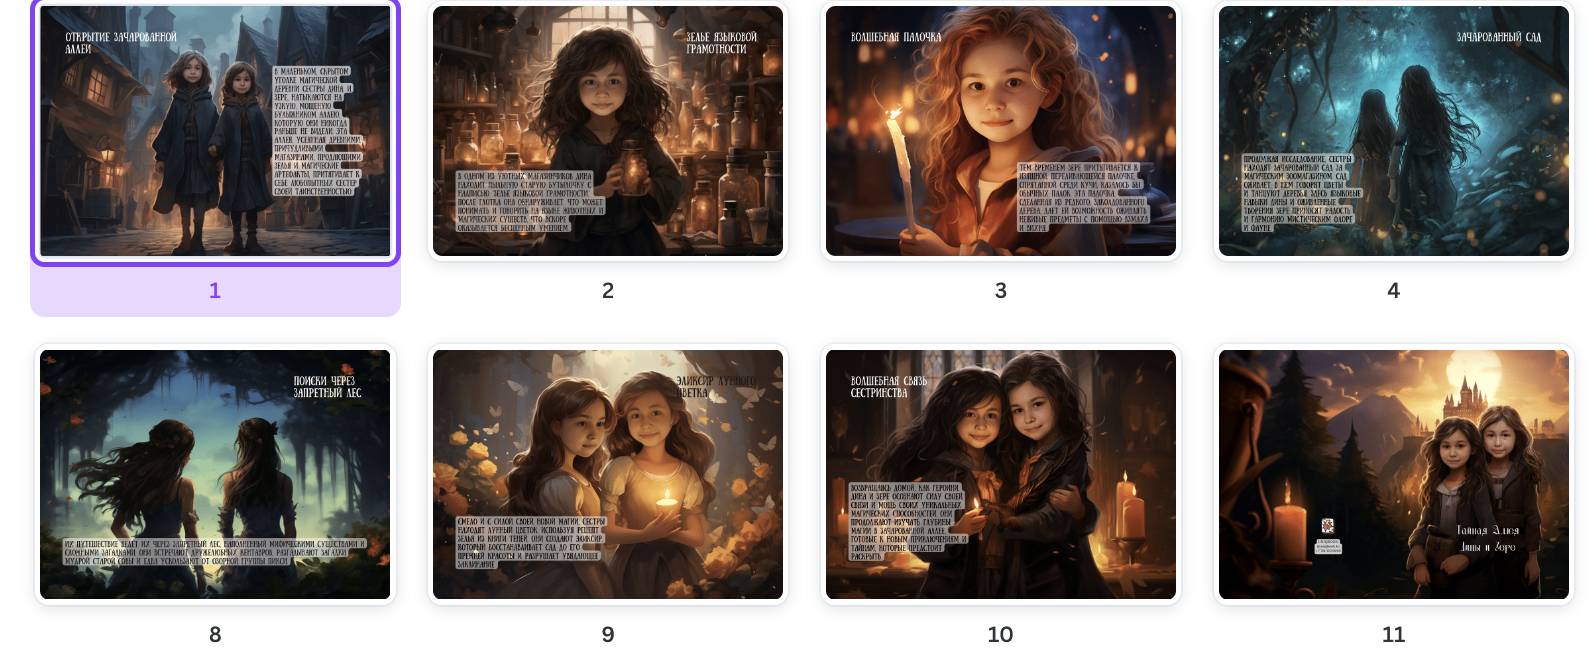 ОТКРЫТИЕ ЗАЧАРОВАННОЙ
АЛЛЕИ
В МАЛЕНЬКОМ, СКРЫТОМ
УГОЛКЕ МАГИЧЕСКОЙ
ДЕРЕВНИ СЕСТРЫ ДИНА И
ЗЕРЕ, НАТЫКАЮТСЯ НА
УЗКУЮ, МОЩЕНУЮ
БУЛЫЖНИКОМ АЛЛЕЮ,
КОТОРУЮ ОНИ НИКОГДА
РАНЬШЕ НЕ ВИДЕЛИ. ЭТА
АЛЛЕЯ, УСЕЯННАЯ ДРЕВНИМИ
ПРИЧУДЛИВЫМИ
МАГАЗИНАМИ, ПРОДАЮЩИМИ
ЗЕЛЬЯ И МАГИЧЕСКИЕ
АРТЕФАКТЫ, ПРИТЯГИВАЕТ К
СЕБЕ ЛЮБОПЫТНЫХ СЕСТЕР
СВОЕЙ ТАИНСТВЕННОСТЬЮ
1
ЗЕЛЬЕ ЯЗЫКОВОЙ
ГРАМОТНОСТИ
В ОДНОМ ИЗ УЮТНЫХ МАГАЗИНЧИКОВ ДИНА
НАХОДИТ ПЫЛЬНУЮ СТАРУЮ БУТЫЛОЧКУ С
НАДПИСЬЮ ЗЕЛЬЕ ЯЗЫКОВОЙ ГРАМОТНОСТИ.
ПОСЛЕ ГЛОТКА ОНА ОБНАРУЖИВАЕТ, ЧТО МОЖЕТ
ПОНИМАТЬ И ГОВОРИТЬ НА ЯЗЫКЕ ЖИВОТНЫХ И
МАГИЧЕСКИХ СУЩЕСТВ, ЧТО ВСКОРЕ
ОКАЗЫВАЕТСЯ БЕСЦЕННЫМ УМЕНИЕМ.
2
ВОЛШЕБНАЯ ПАЛОЧКА
ТЕМ ВРЕМЕНЕМ ЗЕРЕ ПРИТЯГИВАЕТСЯ К
ИЗЯЩНОЙ, ПЕРЕЛИВАЮЩЕЙСЯ ПАЛОЧКЕ,
СПРЯТАННОЙ СРЕДИ КУЧИ, КАЗАЛОСЬ БЫ,
ОБЫЧНЫХ ПАЛОК. ЭТА ПАЛОЧКА,
СДЕЛАННАЯ ИЗ РЕДКОГО, ЗАКОЛДОВАННОГО
ДЕРЕВА, ДАЕТ ЕЙ ВОЗМОЖНОСТЬ ОЖИВЛЯТЬ
НЕЖИВЫЕ ПРЕДМЕТЫ С ПОМОЩЬЮ ВЗМАХА
И ВИХРЯ.
3
ЗАЧАРОВАННЫЙ САД
ПРОДОЛЖАЯ ИССЛЕДОВАНИЕ, СЕСТРЫ
НАХОДЯТ ЗАЧАРОВАННЫЙ САД ЗА
МАГИЧЕСКИМ ЗООМАГАЗИНОМ. САД
ОЖИВАЕТ, В НЕМ ГОВОРЯТ ЦВЕТЫ
И ТАНЦУЮТ ДЕРЕВЬЯ. ЗДЕСЬ ЯЗЫКОВЫЕ
НАВЫКИ ДИНЫ И ОЖИВЛЕННЫЕ
ТВОРЕНИЯ ЗЕРЕ ПРИНОСЯТ РАДОСТЬ
И ГАРМОНИЮ МИСТИЧЕСКИМ ФЛОРЕ
И ФАУНЕ.
4
ПОИСКИ ЧЕРЕЗ
ЗАПРЕТНЫЙ ЛЕС
ИХ ПУТЕШЕСТВИЕ ВЕДЕТ ИХ ЧЕРЕЗ ЗАПРЕТНЫЙ ЛЕС, НАПОЛНЕННЫЙ МИФИЧЕСКИМИ СУЩЕСТВАМИ И
СЛОЖНЫМИ ЗАГАДКАМИ. ОНИ ВСТРЕЧАЮТ ДРУЖЕЛЮБНЫХ КЕНТАВРОВ, РАЗГАДЫВАЮТ ЗАГАДКИ
МУДРОЙ СТАРОЙ СОВЫ И ЕДВА УСКОЛЬЗАЮТ ОТ ОЗОРНОЙ ГРУППЫ ПИКСИ.
8
ЭЛИКСИР ЛУННОГО
ЦВЕТКА
СМЕЛО И С СИЛОЙ СВОЕЙ НОВОЙ МАГИИ, СЕСТРЫ
НАХОДЯТ ЛУННЫЙ ЦВЕТОК. ИСПОЛЬЗУЯ РЕЦЕПТ
ЗЕЛЬЯ ИЗ КНИГИ ТЕНЕЙ, ОНИ СОЗДАЮТ ЭЛИКСИР,
КОТОРЫЙ ВОССТАНАВЛИВАЕТ САД ДО ЕГО
ПРЕЖНЕЙ КРАСОТЫ И РАЗРУШАЕТ УВЯДАЮЩЕЕ
ЗАКЛИНАНИЕ.
9
ВОЛШЕБНАЯ СВЯЗЬ
СЕСТРИНСТВА
ВОЗВРАЩАЯСЬ ДОМОЙ, КАК ГЕРОИНИ,
ДИНА И ЗЕРЕ ОСОЗНАЮТ СИЛУ СВОЕЙ
СВЯЗИ И МОЩЬ СВОИХ УНИКАЛЬНЫХ
МАГИЧЕСКИХ СПОСОБНОСТЕЙ. ОНИ
ПРОДОЛЖАЮТ ИЗУЧАТЬ ГЛУБИНЫ
МАГИИ В ЗАЧАРОВАННОЙ АЛЛЕЕ,
ГОТОВЫЕ К НОВЫМ ПРИКЛЮЧЕНИЯМ И
ТАЙНАМ, КОТОРЫЕ ПРЕДСТОИТ
РАСКРЫТЬ.
10
Тайная Аллея
Дины и Зере
11